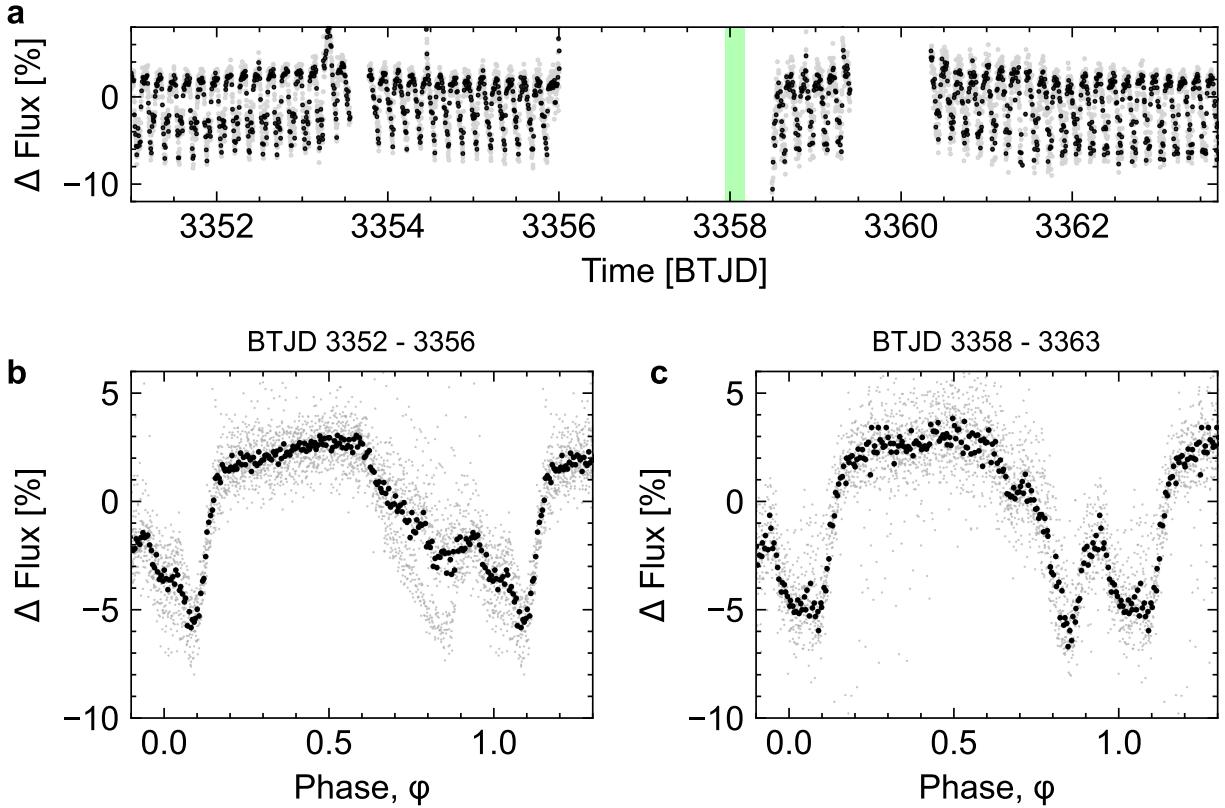 a
Δ Flux [%]
0
−10
3352 3354 3356 3358 3360 3362
Time [BTJD]
BTJD 3352 - 3356
b
Δ Flux [%]
5
0
−5
−10
0.0 0.5 1.0
Phase, φ
BTJD 3358 - 3363
c
Δ Flux [%]
5
0
−5
−10
0.0 0.5 1.0
Phase, φ